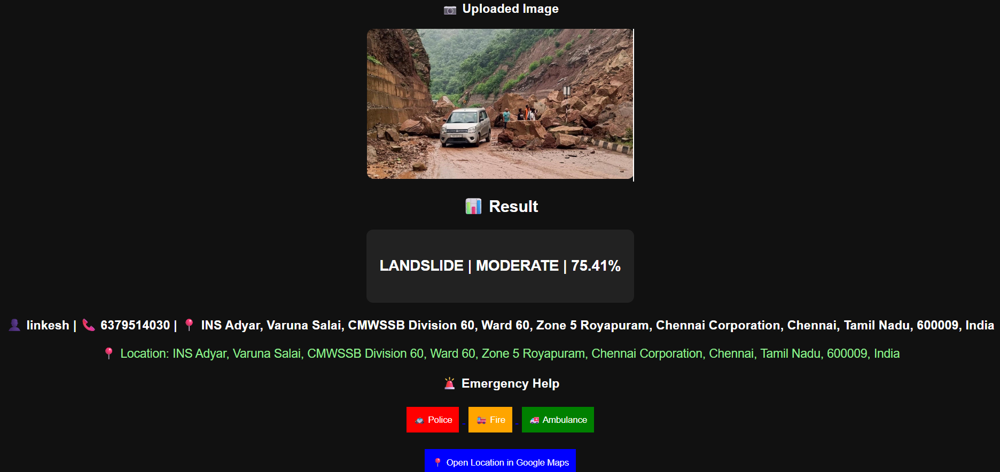 Uploaded Image
Result
LANDSLIDE | MODERATE | 75.41%
linkesh | 6379514030 | INS Adyar, Varuna Salai, CMWSSB Division 60, Ward 60, Zone 5 Royapuram, Chennai Corporation, Chennai, Tamil Nadu, 600009, India
Location: INS Adyar, Varuna Salai, CMWSSB Division 60, Ward 60, Zone 5 Royapuram, Chennai Corporation, Chennai, Tamil Nadu, 600009, India
Emergency Help
Police Fire Ambulance
Open Location in Google Maps